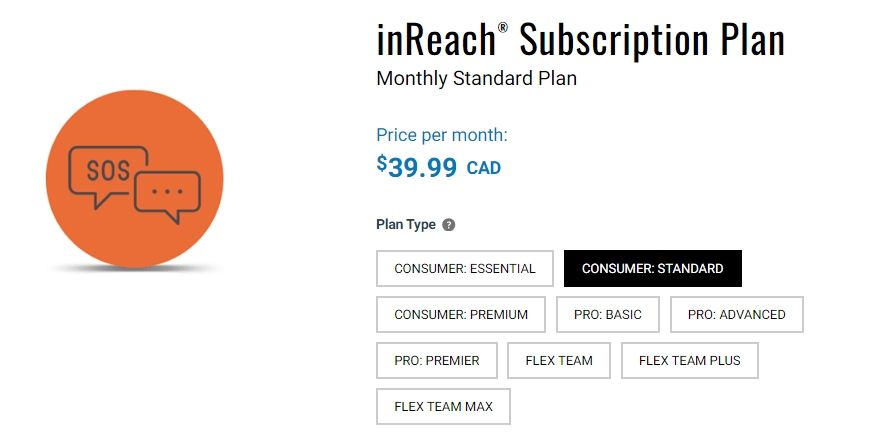 inReach® Subscription Plan
Monthly Standard Plan
SOS
Price per month:
$39.99 CAD
Plan Type ?
CONSUMER: ESSENTIAL CONSUMER: STANDARD
CONSUMER: PREMIUM PRO: BASIC PRO: ADVANCED
PRO: PREMIER FLEX TEAM FLEX TEAM PLUS
FLEX TEAM MAX